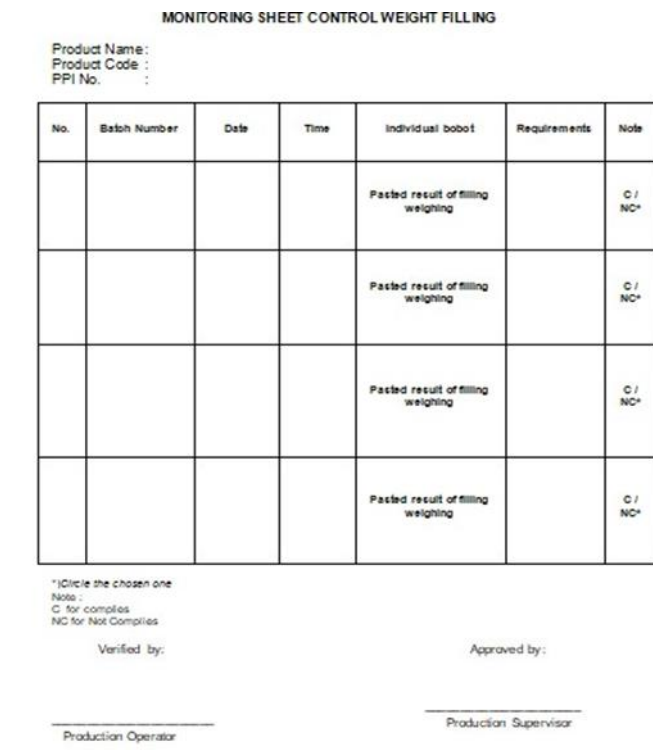 MONITORING SHEET CONTROL WEIGHT FILLING
Product Name :
Product Code :
PPI No. :
No. Batch Number Date Time Individual bobot Requirements Note
Pasted result of filling
weighing
C /
NC*
Pasted result of filling
weighing
C /
NC*
Pasted result of filling
weighing
C /
NC*
Pasted result of filling
weighing
C /
NC*
*)Circle the chosen one
Note :
C for complies
NC for Not Complies
Verified by: Approved by:
Production Operator Production Supervisor